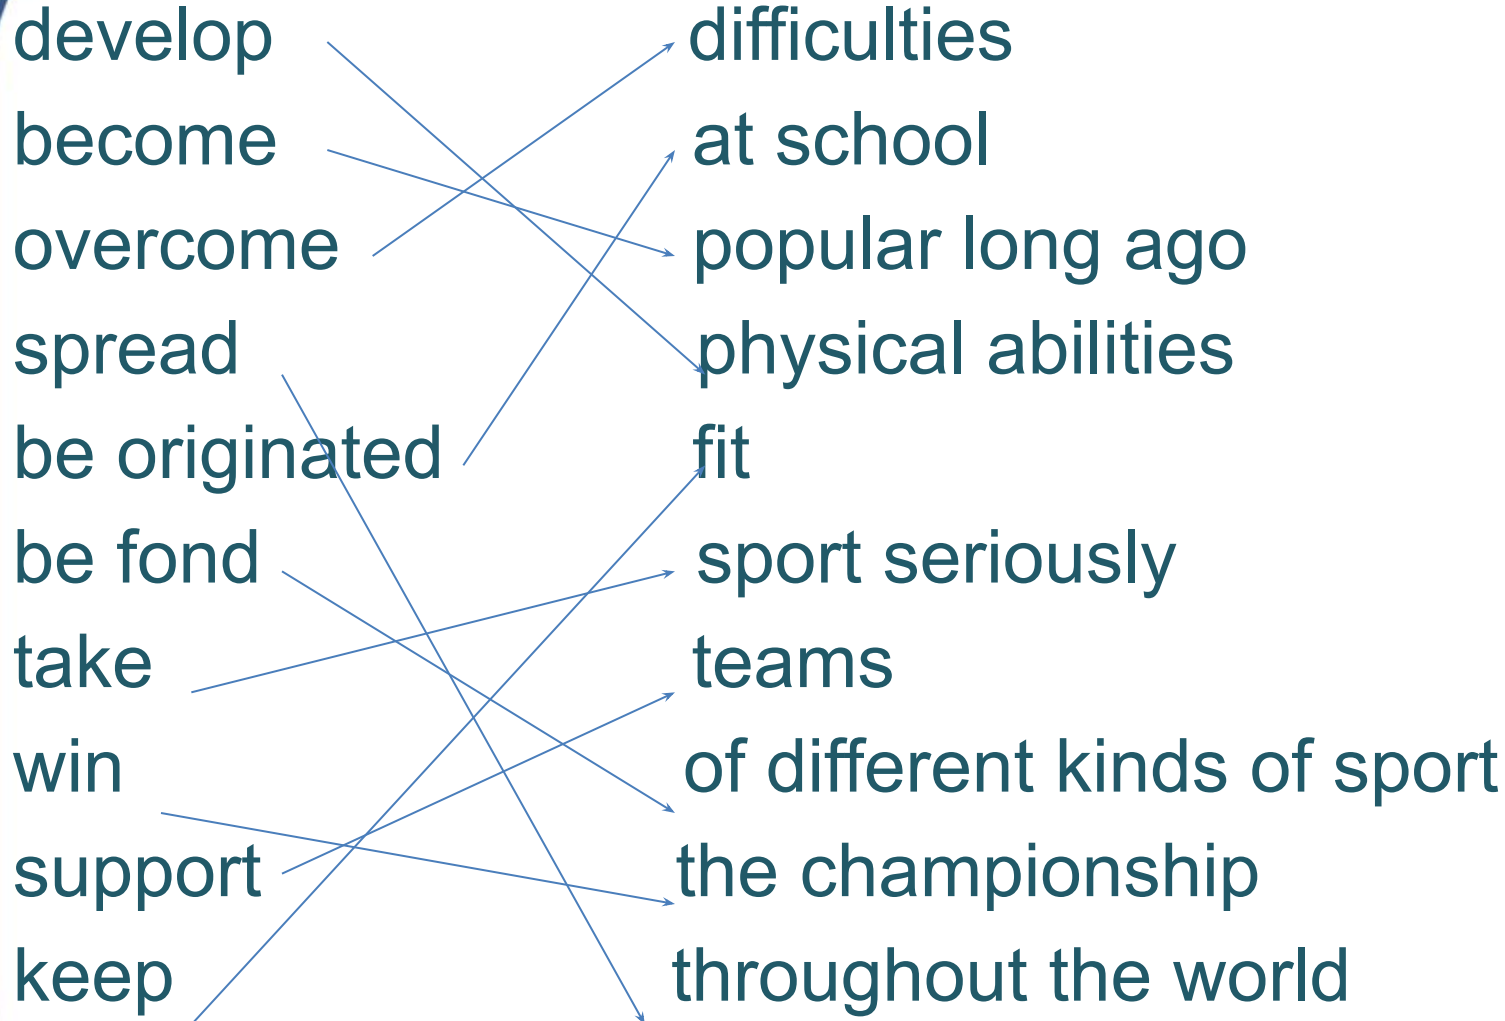 develop
become
overcome
spread
be originated
be fond
take
win
support
keep
difficulties
at school
popular long ago
physical abilities
fit
sport seriously
teams
of different kinds of sport
the championship
throughout the world